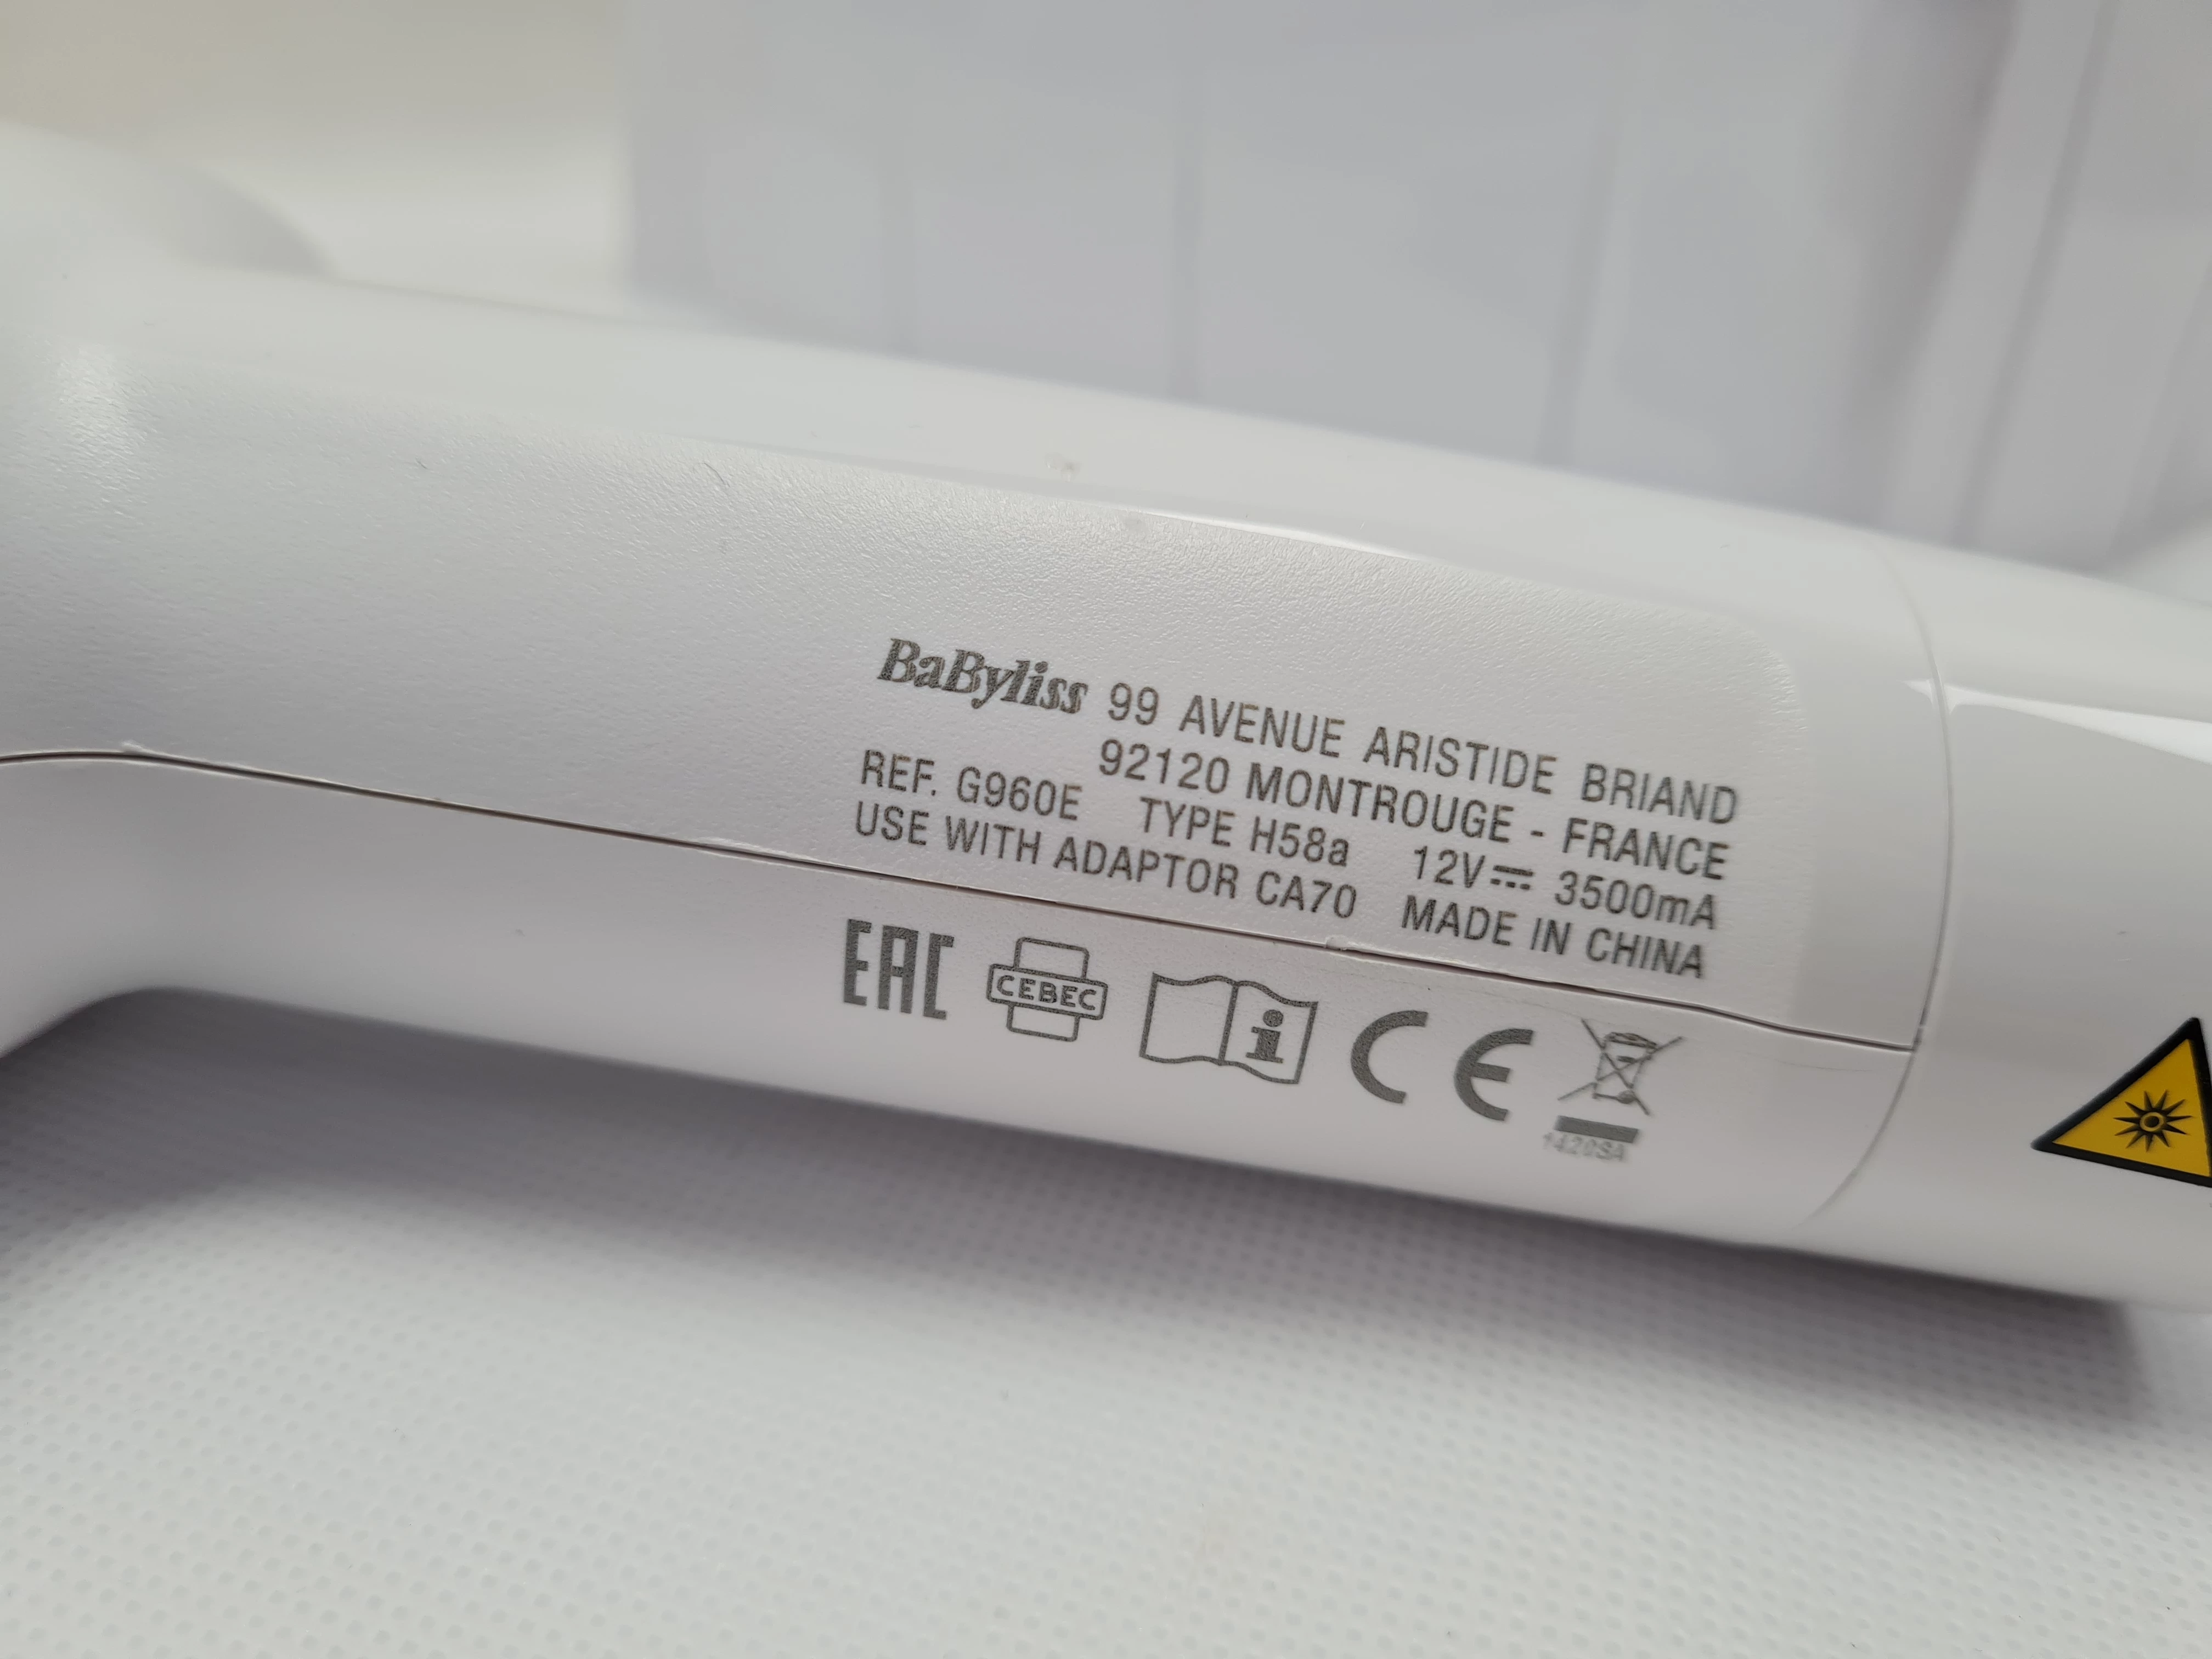 BaByliss 99 AVENUE ARISTIDE BRIAND
92120 MONTROUGE - FRANCE
REF. G960E TYPE H58a 12V⎓ 3500mA
USE WITH ADAPTOR CA70 MADE IN CHINA
EAC CEBEC i CE
1420SA